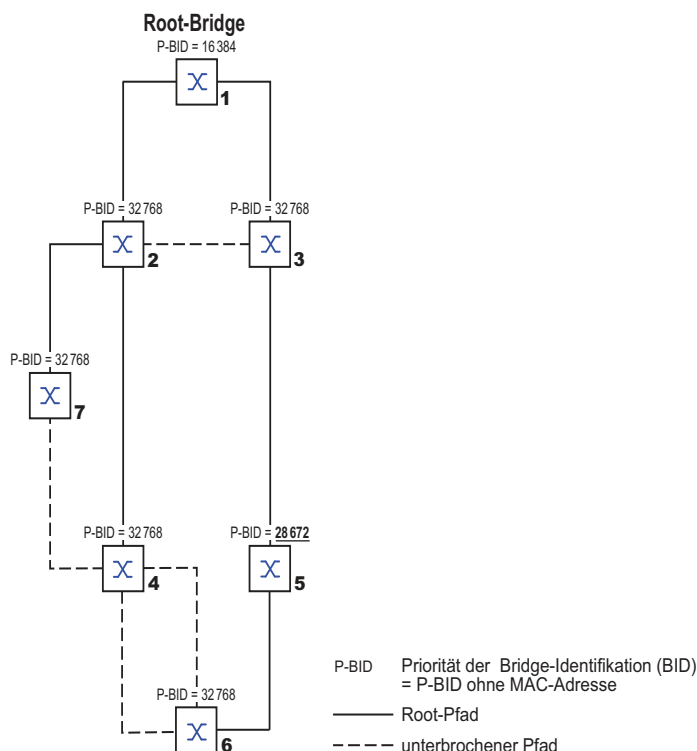 Root-Bridge
P-BID = 16 384
1
P-BID = 32 768
P-BID = 32 768
2
3
P-BID = 32 768
7
P-BID = 32 768
P-BID = 28 672
4
5
P-BID = 32 768
6
P-BID Priorität der Bridge-Identifikation (BID)
= P-BID ohne MAC-Adresse
Root-Pfad
unterbrochener Pfad